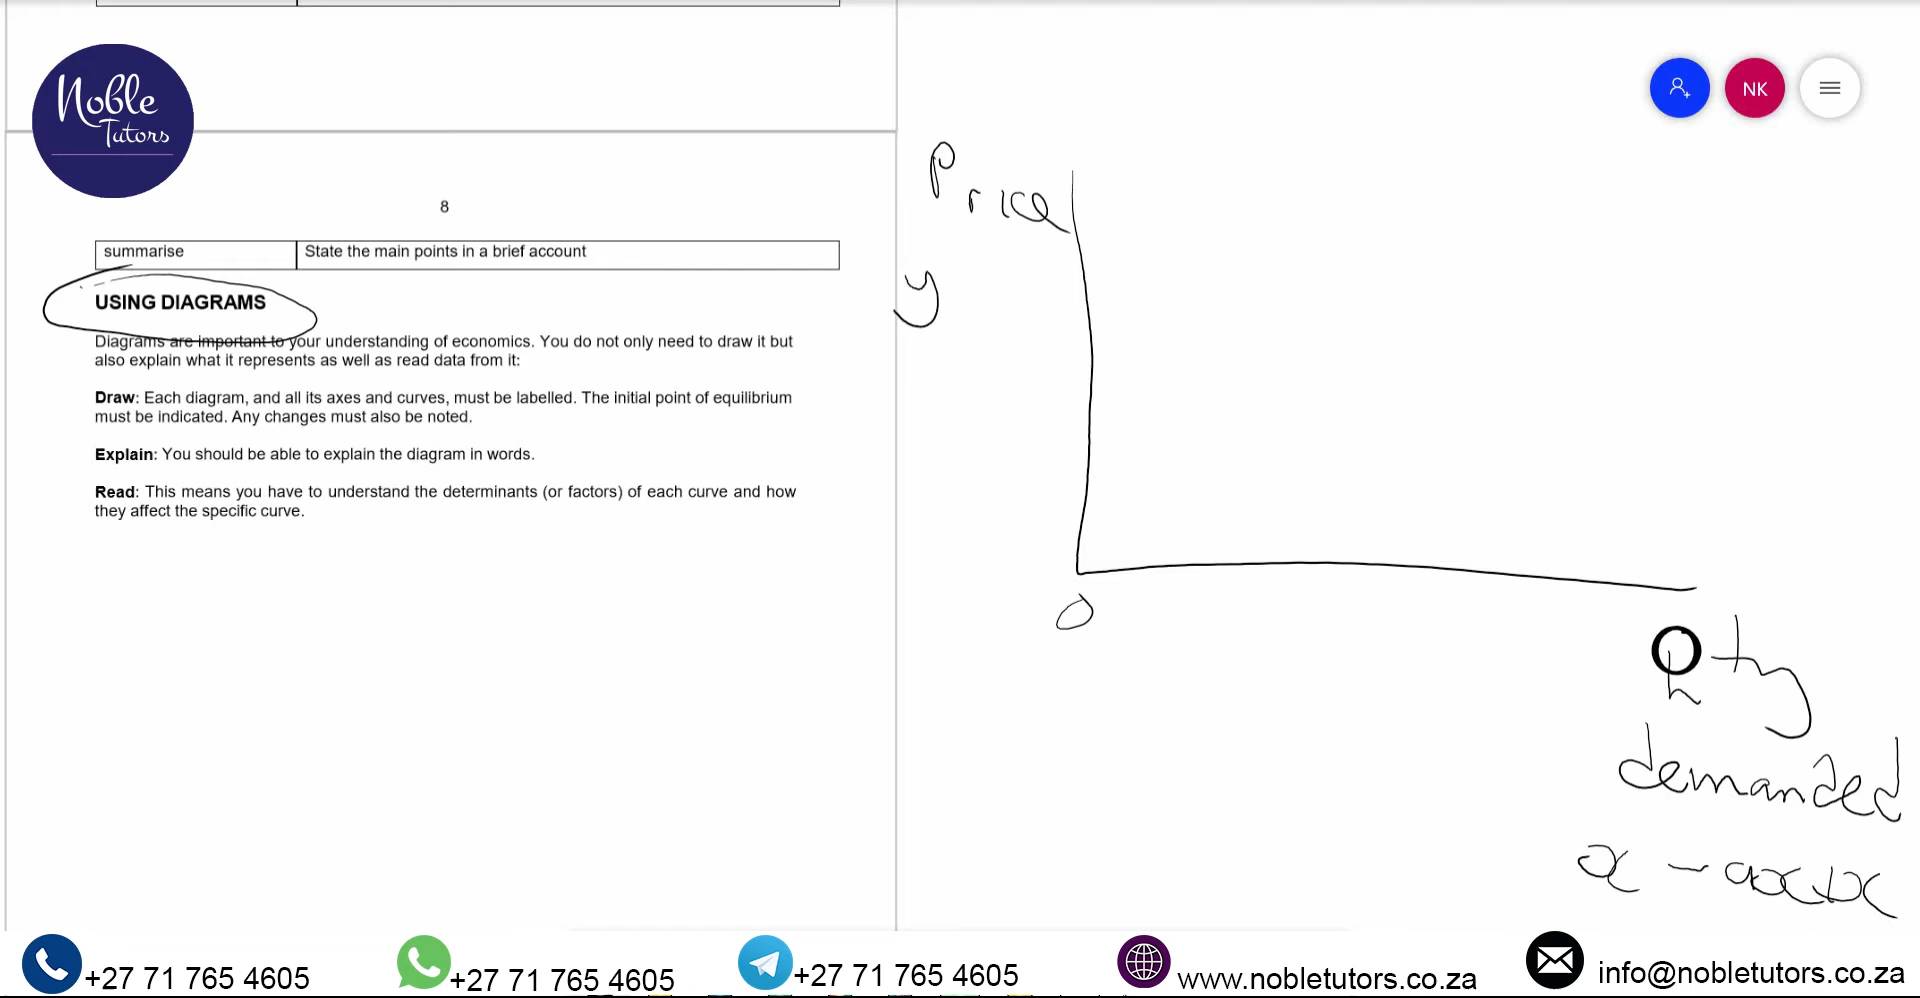 Noble
Tutors
NK
8
summarise State the main points in a brief account
USING DIAGRAMS
Diagrams are important to your understanding of economics. You do not only need to draw it but
also explain what it represents as well as read data from it:
Draw: Each diagram, and all its axes and curves, must be labelled. The initial point of equilibrium
must be indicated. Any changes must also be noted.
Explain: You should be able to explain the diagram in words.
Read: This means you have to understand the determinants (or factors) of each curve and how
they affect the specific curve.
Price
y
0
Qty
demanded
x -
+27 71 765 4605
+27 71 765 4605
+27 71 765 4605
www.nobletutors.co.za
info@nobletutors.co.za